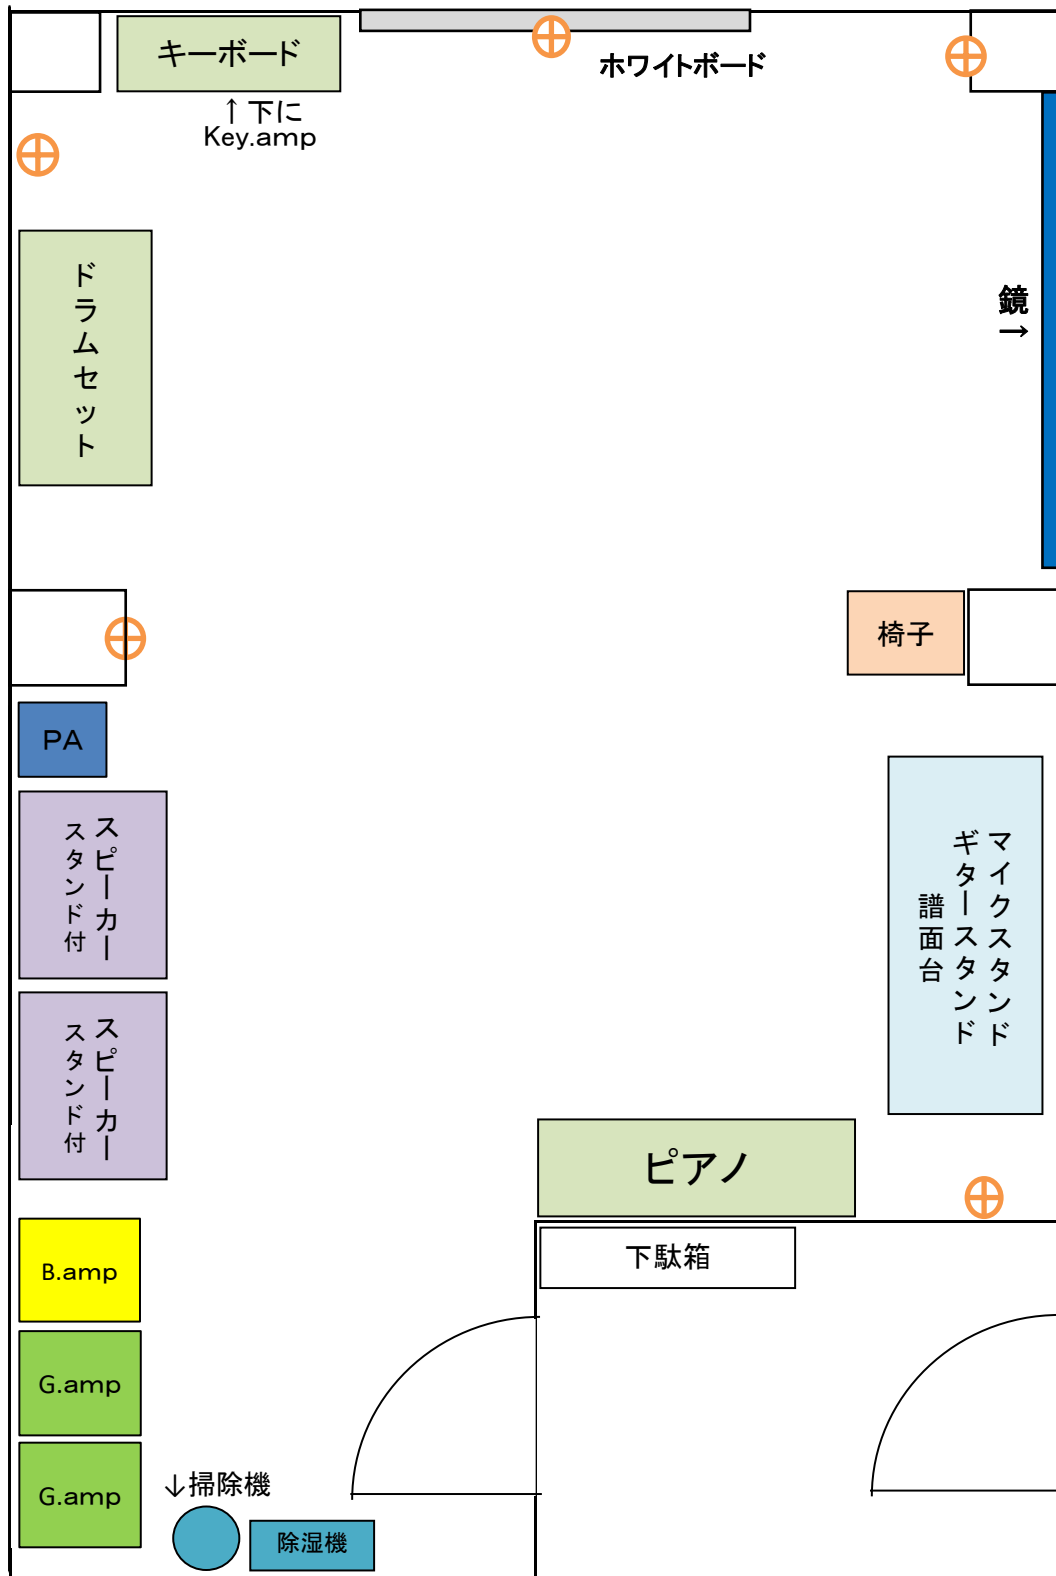 キーボード
↑下に
Key.amp
ホワイトボード
ドラムセット
鏡
→
椅子
PA
スピーカー
スタンド付
マイクスタンド
ギタースタンド
譜面台
スピーカー
スタンド付
ピアノ
下駄箱
B.amp
G.amp
G.amp
↓掃除機
除湿機